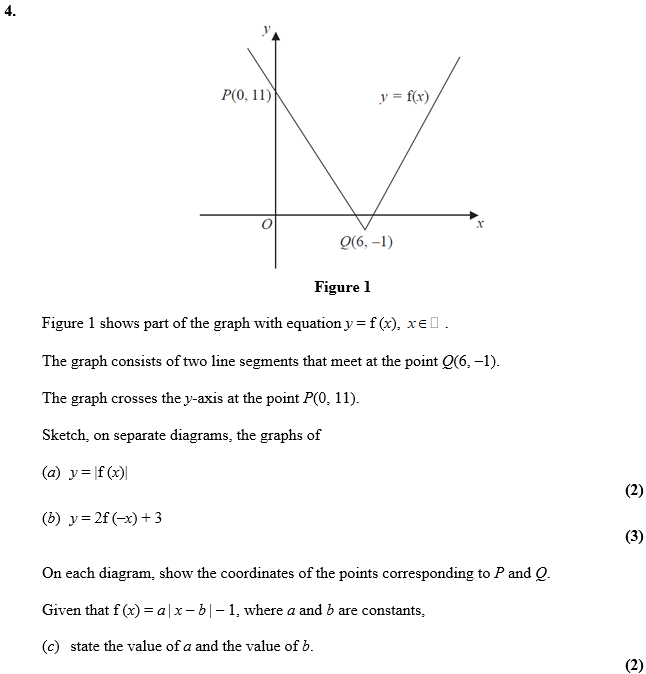 4.
y
P(0, 11)
y = f(x)
O
x
Q(6, –1)
Figure 1
Figure 1 shows part of the graph with equation y = f (x), x ∈ □ .
The graph consists of two line segments that meet at the point Q(6, –1).
The graph crosses the y-axis at the point P(0, 11).
Sketch, on separate diagrams, the graphs of
(a) y = |f (x)|
(2)
(b) y = 2f (–x) + 3
(3)
On each diagram, show the coordinates of the points corresponding to P and Q.
Given that f (x) = a | x – b | – 1, where a and b are constants,
(c) state the value of a and the value of b.
(2)